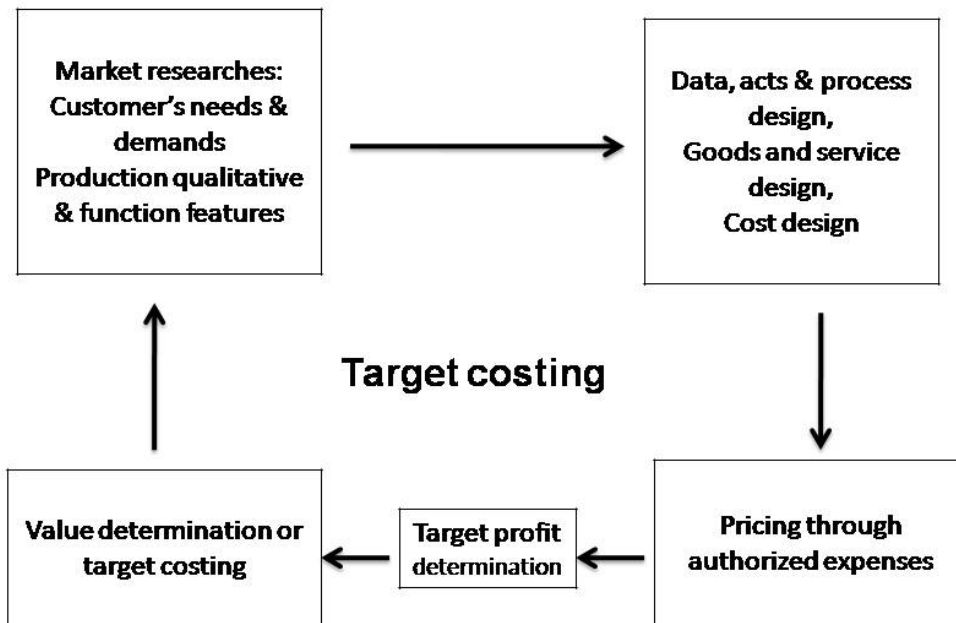 Market researches:
Customer's needs &
demands
Production qualitative
& function features
Data, acts & process
design,
Goods and service
design,
Cost design
Target costing
Value determination or
target costing
Target profit
determination
Pricing through
authorized expenses